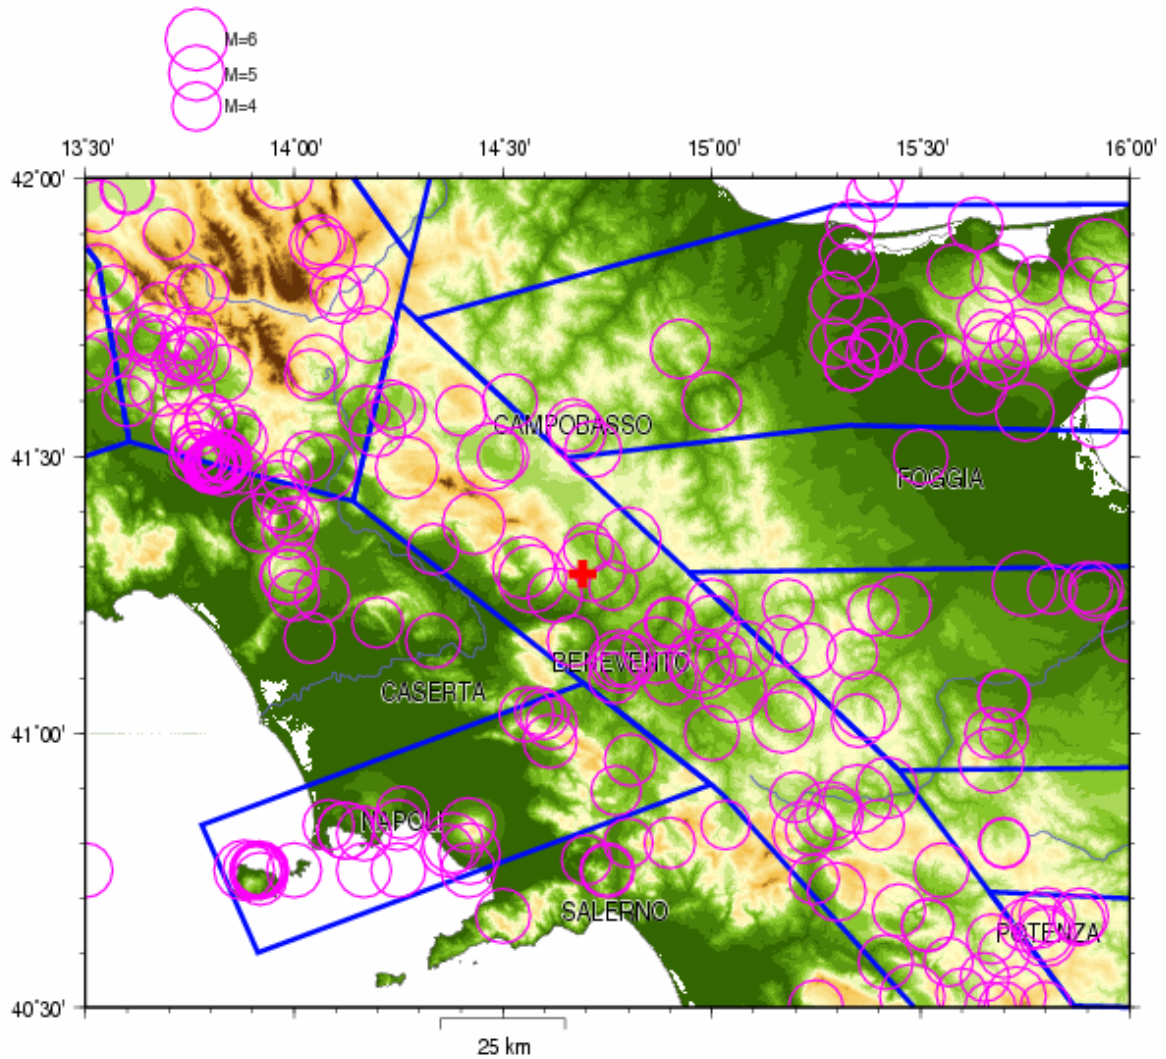 M=6
M=5
M=4
13˚30' 14˚00' 14˚30' 15˚00' 15˚30' 16˚00'
42˚00'
CAMPOBASSO
41˚30'
FOGGIA
BENEVENTO
CASERTA
41˚00'
NAPOLI
SALERNO
POTENZA
40˚30'
25 km